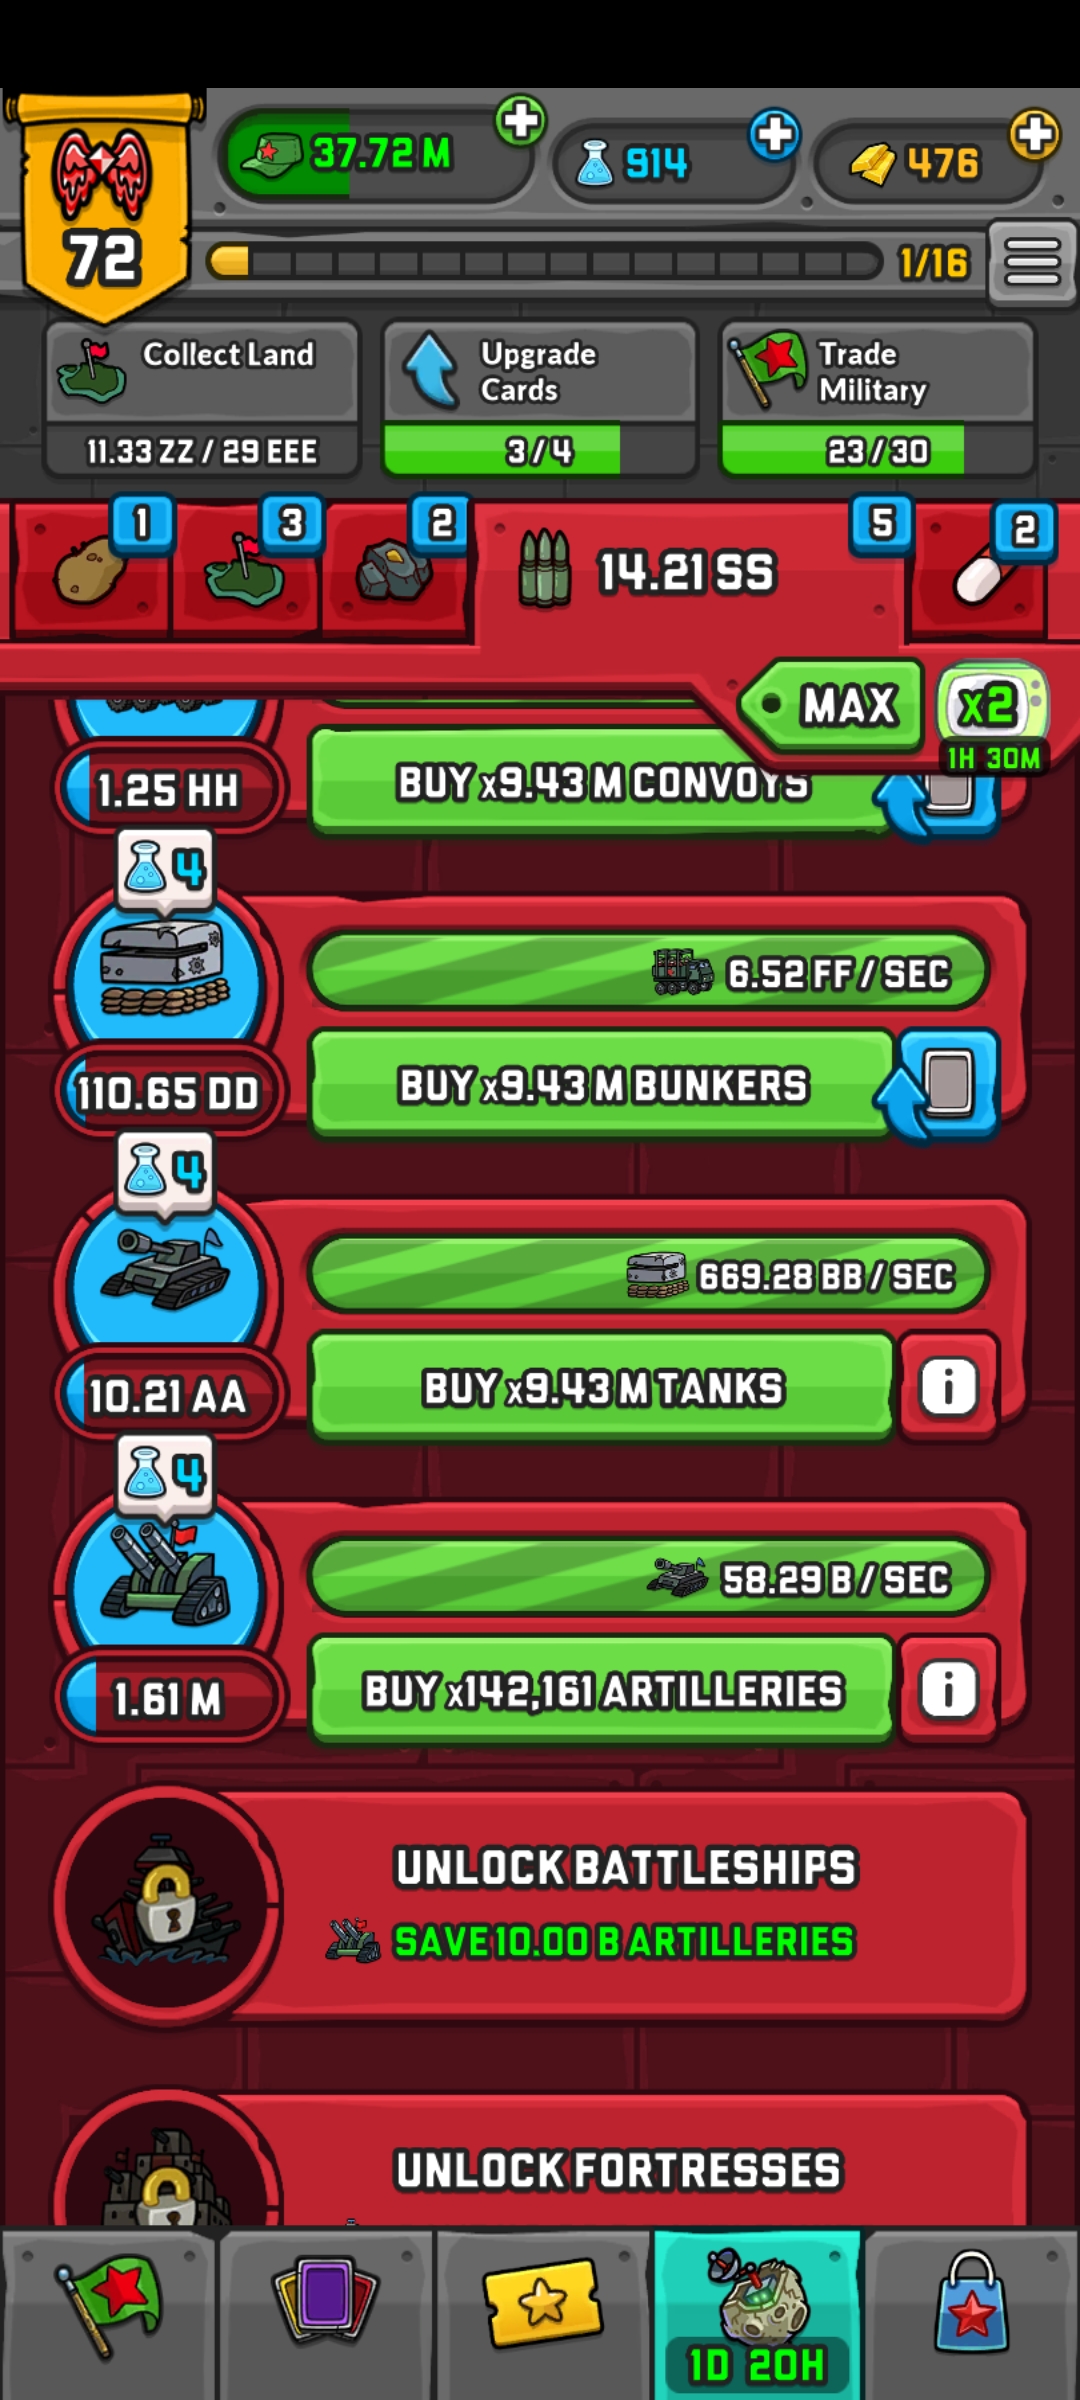 37.72 M
914
476
72
1/16
Collect Land
11.33 ZZ / 29 EEE
Upgrade
Cards
3/4
Trade
Military
23/30
1
3
2
14.21 SS
5
2
MAX
x2
1H 30M
1.25 HH
BUY x9.43 M CONVOYS
4
6.52 FF / SEC
110.65 DD
BUY x9.43 M BUNKERS
4
669.28 BB / SEC
10.21 AA
BUY x9.43 M TANKS
i
4
58.29 B / SEC
1.61 M
BUY x142,161 ARTILLERIES
i
UNLOCK BATTLESHIPS
SAVE 10.00 B ARTILLERIES
UNLOCK FORTRESSES
1D 20H